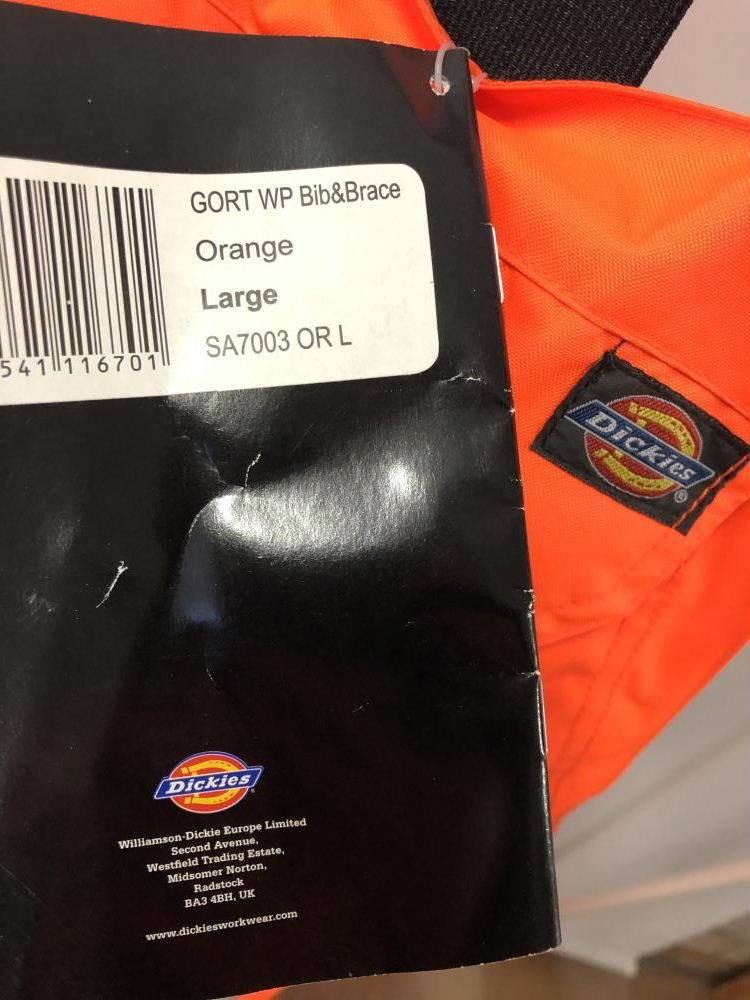 GORT WP Bib&Brace
Orange
Large
SA7003 OR L
541116701
Dickies®
Dickies
Williamson-Dickie Europe Limited
Second Avenue,
Westfield Trading Estate,
Midsomer Norton,
Radstock
BA3 4BH, UK
www.dickiesworkwear.com